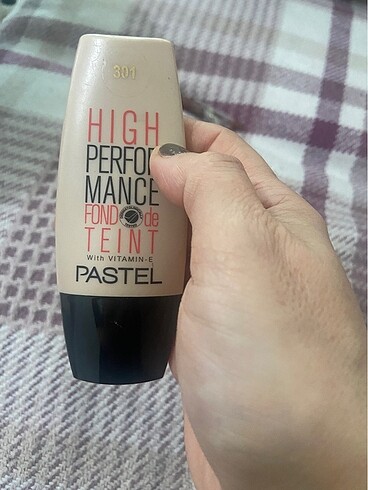 301
HIGH
PERFOR
MANCE
FOND de
TEINT
With VITAMIN-E
PASTEL